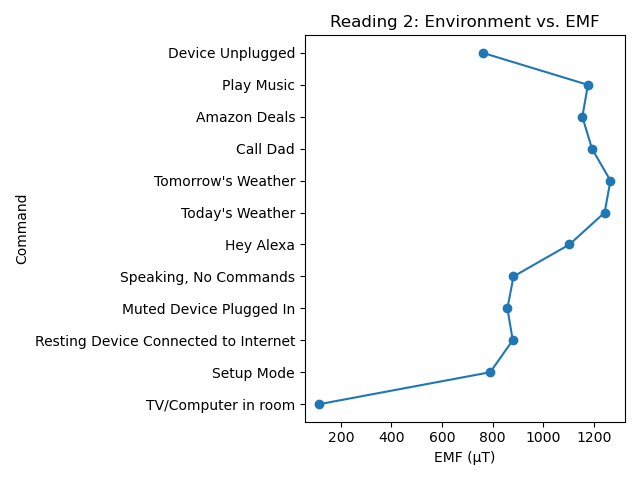 Reading 2: Environment vs. EMF
Device Unplugged
Play Music
Amazon Deals
Call Dad
Tomorrow's Weather
Today's Weather
Hey Alexa
Speaking, No Commands
Muted Device Plugged In
Resting Device Connected to Internet
Setup Mode
TV/Computer in room
Command
200 400 600 800 1000 1200
EMF (μT)